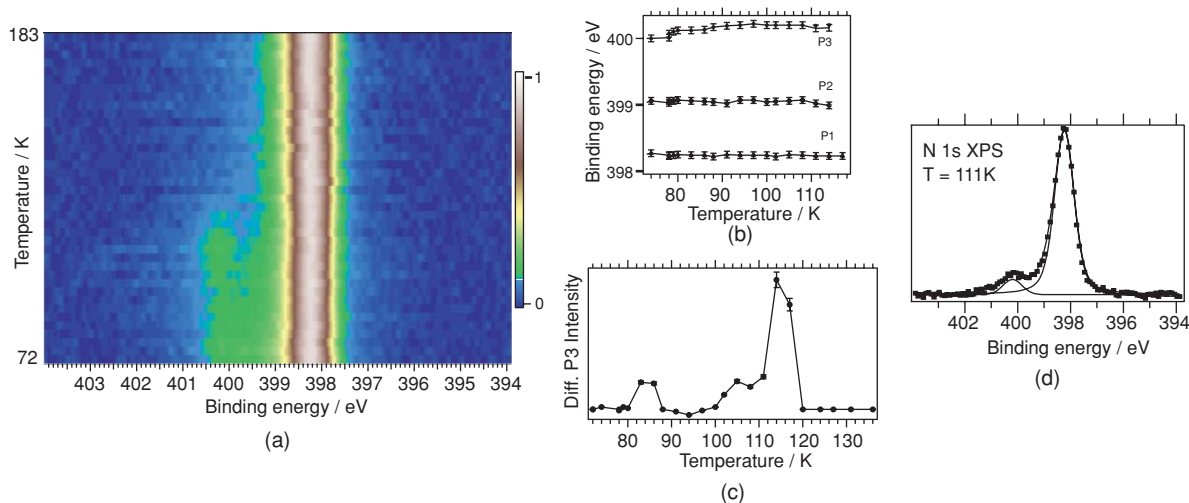 183
Temperature / K
72
403 402 401 400 399 398 397 396 395 394
Binding energy / eV
1
0
(a)
Binding energy / eV
400
399
398
P3
P2
P1
80 90 100 110
Temperature / K
(b)
Diff. P3 Intensity
80 90 100 110 120 130
Temperature / K
(c)
N 1s XPS
T = 111K
402 400 398 396 394
Binding energy / eV
(d)